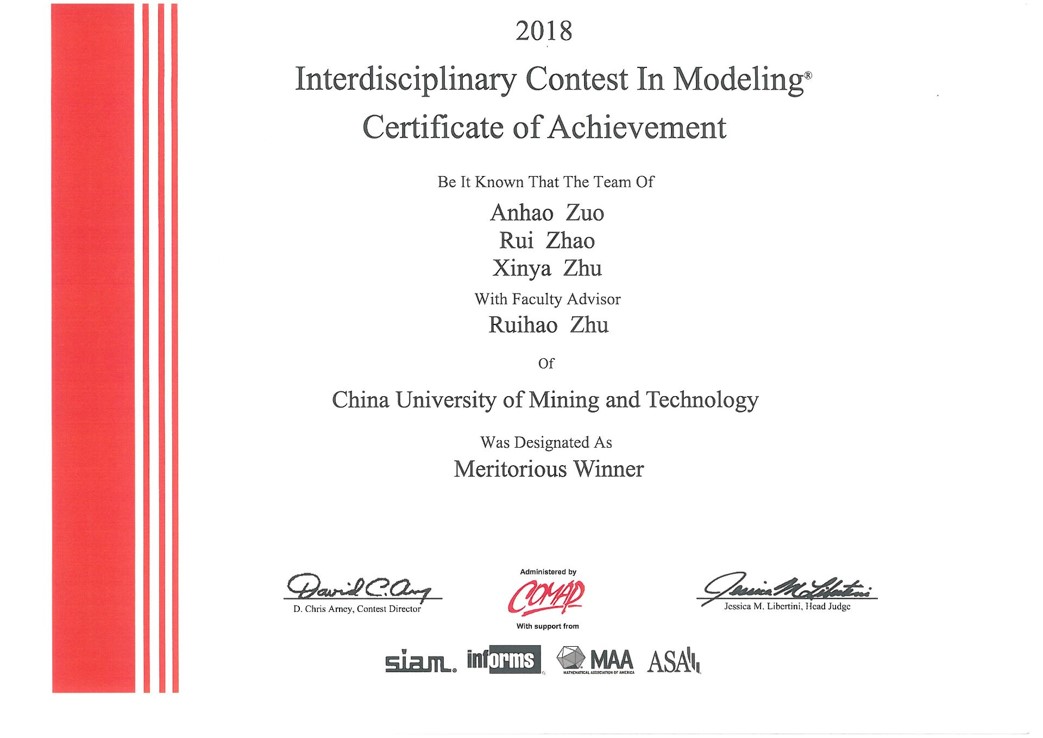 2018
Interdisciplinary Contest In Modeling®
Certificate of Achievement
Be It Known That The Team Of
Anhao Zuo
Rui Zhao
Xinya Zhu
With Faculty Advisor
Ruihao Zhu
Of
China University of Mining and Technology
Was Designated As
Meritorious Winner
David C. Arney
Administered by
COMAP
Jessica M Libertini
D. Chris Arney, Contest Director
Jessica M. Libertini, Head Judge
With support from
siam.
informs
MAA
MATHEMATICAL ASSOCIATION OF AMERICA
ASA